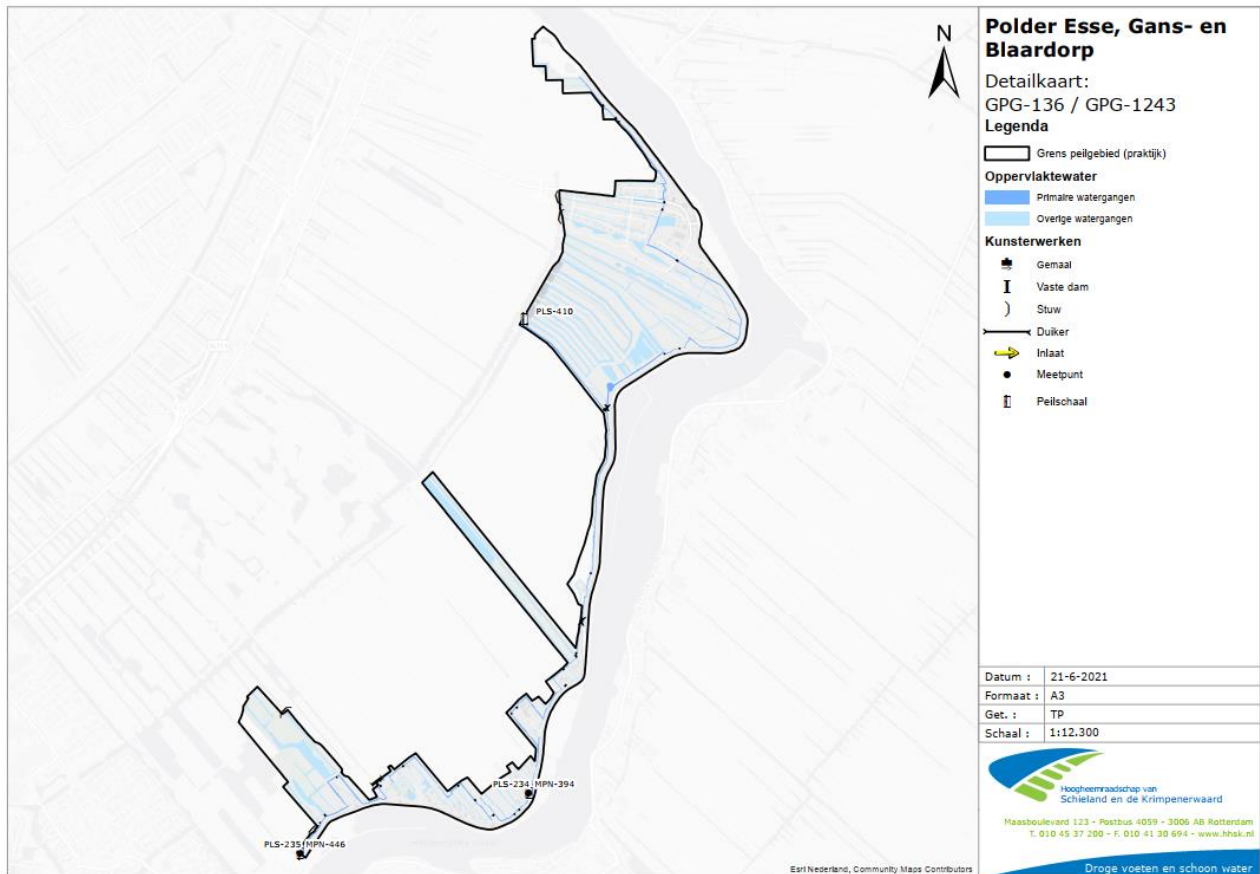 Polder Esse, Gans- en
Blaardorp
Detailkaart:
GPG-136 / GPG-1243
Legenda
Grens peilgebied (praktijk)
Oppervlaktewater
Primaire watergangen
Overige watergangen
Kunsterwerken
Gemaal
Vaste dam
Stuw
Duiker
Inlaat
Meetpunt
Peilschaal
N
PLS-410
PLS-234 MPN-394
PLS-235 MPN-446
Esri Nederland, Community Maps Contributors
Datum : 21-6-2021
Formaat : A3
Get. : TP
Schaal : 1:12.300
Hoogheemraadschap van
Schieland en de Krimpenerwaard
Maasboulevard 123 - Postbus 4059 - 3006 AB Rotterdam
T. 010 45 37 200 - F. 010 41 30 694 - www.hhsk.nl
Droge voeten en schoon water